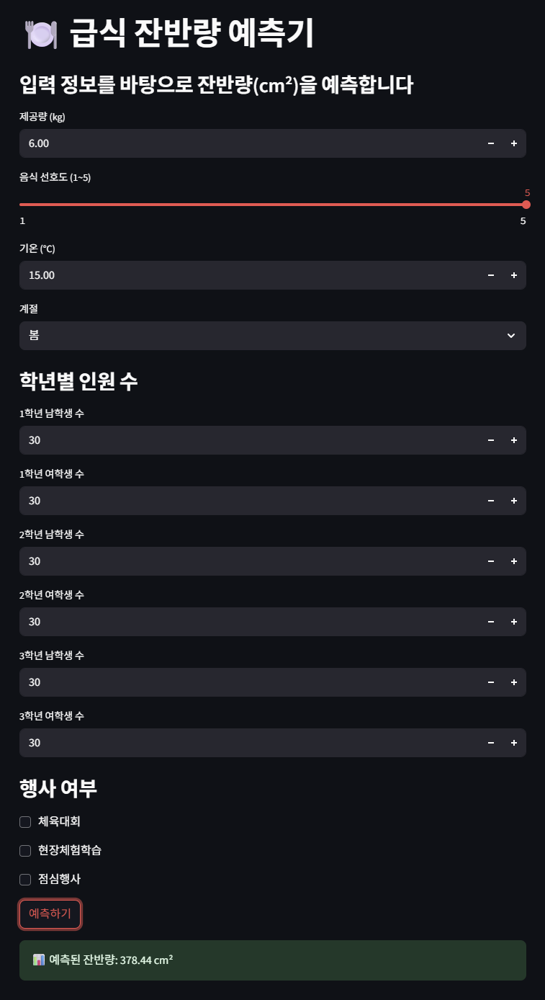 급식 잔반량 예측기
입력 정보를 바탕으로 잔반량(cm²)을 예측합니다
제공량 (kg)
6.00
음식 선호도 (1~5)
5
1 5
기온 (℃)
15.00
계절
봄
학년별 인원 수
1학년 남학생 수
30
1학년 여학생 수
30
2학년 남학생 수
30
2학년 여학생 수
30
3학년 남학생 수
30
3학년 여학생 수
30
행사 여부
체육대회
현장체험학습
점심행사
예측하기
예측된 잔반량: 378.44 cm²